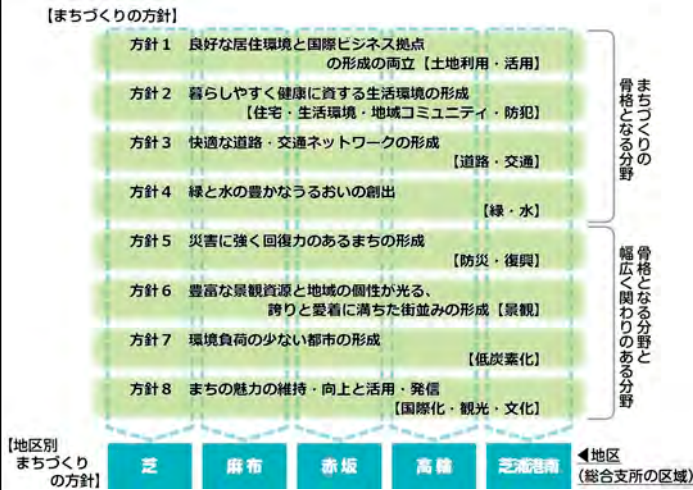 【まちづくりの方針】
方針1 良好な居住環境と国際ビジネス拠点
の形成の両立【土地利用・活用】
方針2 暮らしやすく健康に資する生活環境の形成
【住宅・生活環境・地域コミュニティ・防犯】
方針3 快適な道路・交通ネットワークの形成
【道路・交通】
方針4 緑と水の豊かなうるおいの創出
【緑・水】
まちづくりの
骨格となる分野
方針5 災害に強く回復力のあるまちの形成
【防災・復興】
方針6 豊富な景観資源と地域の個性が光る、
誇りと愛着に満ちた街並みの形成【景観】
方針7 環境負荷の少ない都市の形成
【低炭素化】
方針8 まちの魅力の維持・向上と活用・発信
【国際化・観光・文化】
骨格となる分野と
幅広く関わりのある分野
【地区別
まちづくり
の方針】
芝
麻布
赤坂
高輪
芝浦港南
◀地区
(総合支所の区域)